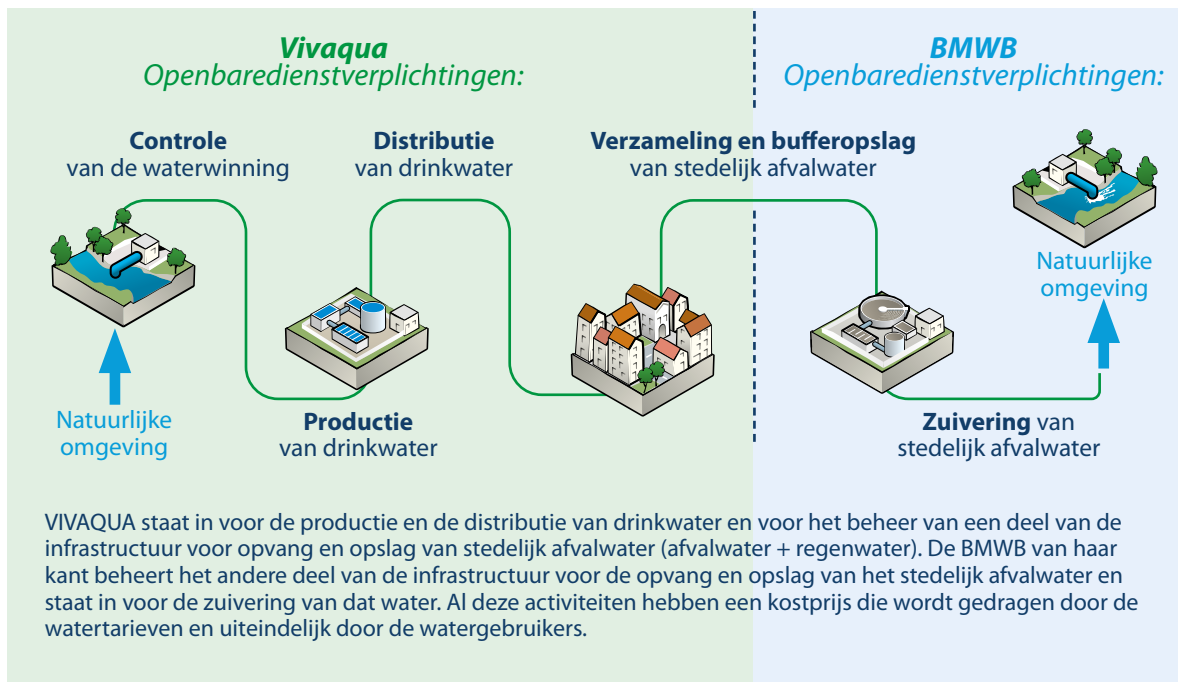 Vivaqua
Openbaredienstverplichtingen:
BMWB
Openbaredienstverplichtingen:
Controle
van de waterwinning
Distributie
van drinkwater
Verzameling en bufferopslag
van stedelijk afvalwater
Natuurlijke
omgeving
Natuurlijke
omgeving
Productie
van drinkwater
Zuivering van
stedelijk afvalwater
VIVAQUA staat in voor de productie en de distributie van drinkwater en voor het beheer van een deel van de
infrastructuur voor opvang en opslag van stedelijk afvalwater (afvalwater + regenwater). De BMWB van haar
kant beheert het andere deel van de infrastructuur voor de opvang en opslag van het stedelijk afvalwater en
staat in voor de zuivering van dat water. Al deze activiteiten hebben een kostprijs die wordt gedragen door de
watertarieven en uiteindelijk door de watergebruikers.